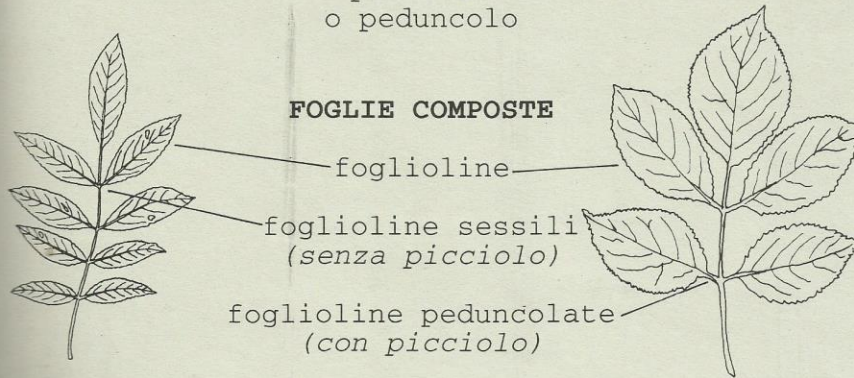 o peduncolo
FOGLIE COMPOSTE
foglioline
foglioline sessili
(senza picciolo)
foglioline peduncolate
(con picciolo)